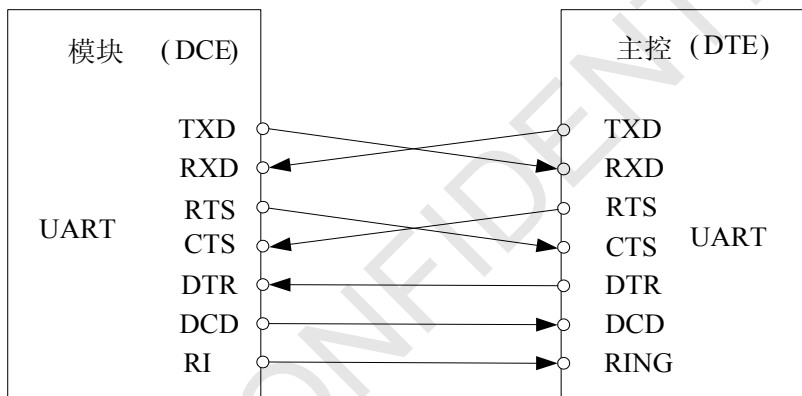 模块 (DCE)
主控 (DTE)
TXD
TXD
RXD
RXD
RTS
RTS
UART
UART
CTS
CTS
DTR
DTR
DCD
DCD
RI
RING
CONFIDENT